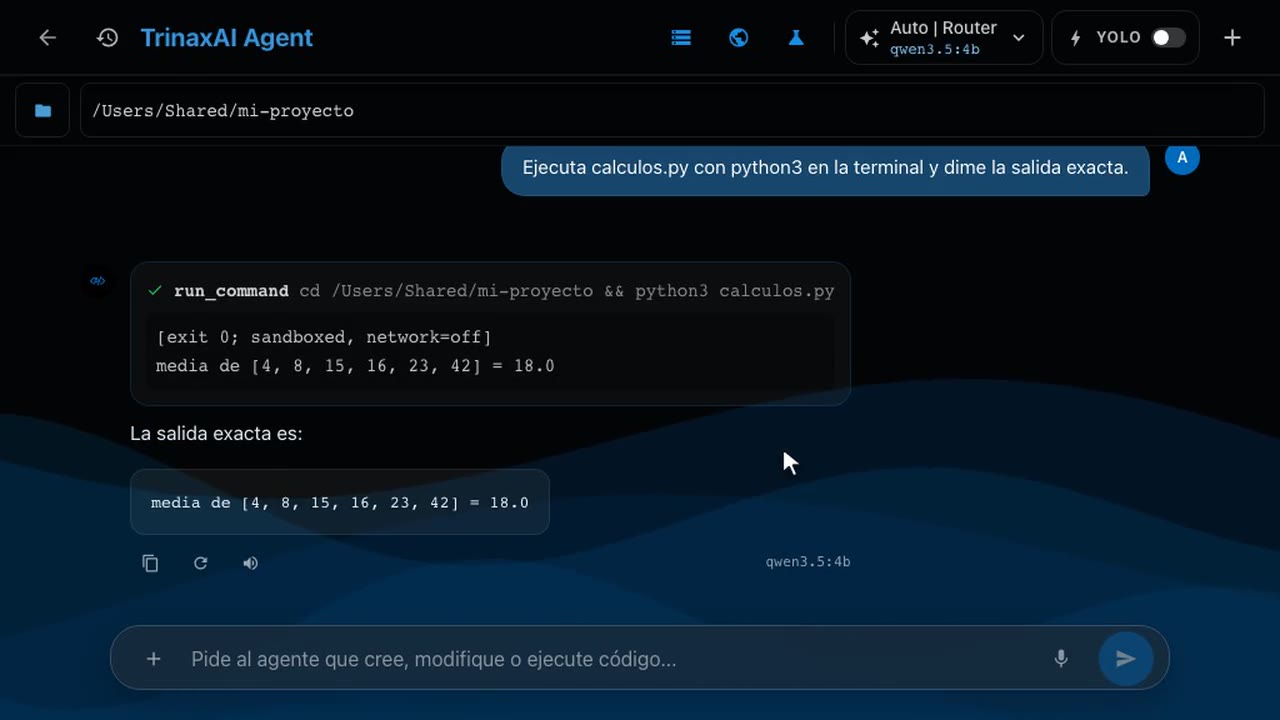 TrinaxAI Agent
Auto | Router
qwen3.5:4b
YOLO
/Users/Shared/mi-proyecto
Ejecuta calculos.py con python3 en la terminal y dime la salida exacta.
A
run_command cd /Users/Shared/mi-proyecto && python3 calculos.py
[exit 0; sandboxed, network=off]
media de [4, 8, 15, 16, 23, 42] = 18.0
La salida exacta es:
media de [4, 8, 15, 16, 23, 42] = 18.0
qwen3.5:4b
Pide al agente que cree, modifique o ejecute código...